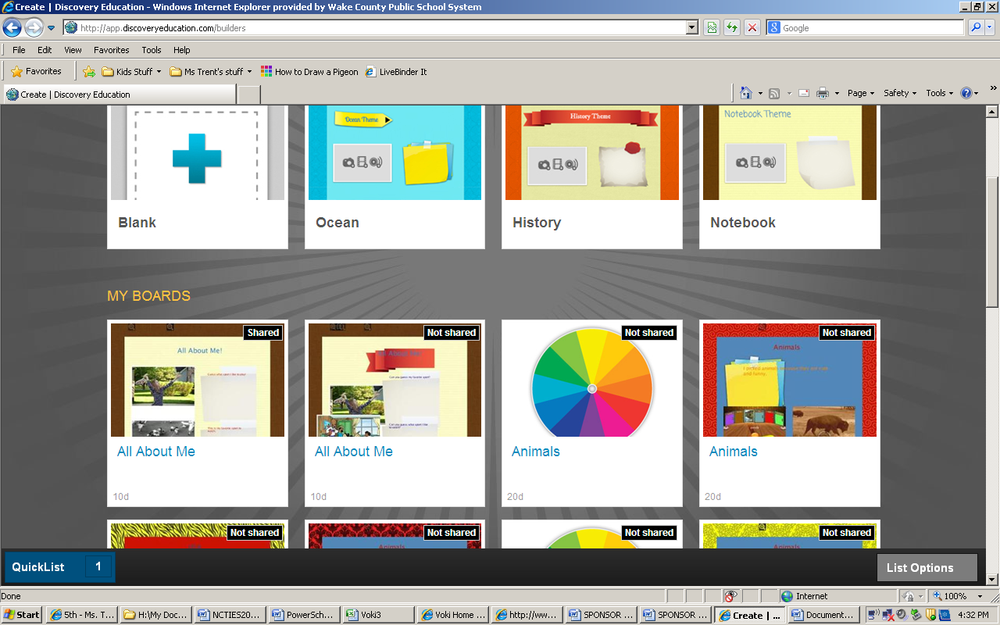 Create | Discovery Education - Windows Internet Explorer provided by Wake County Public School System
http://app.discoveryeducation.com/builders
Google
File Edit View Favorites Tools Help
Favorites Kids Stuff Ms Trent's stuff How to Draw a Pigeon LiveBinder It
Create | Discovery Education
Page Safety Tools
Ocean Theme
History Theme
Notebook Theme
Blank
Ocean
History
Notebook
MY BOARDS
Shared
Not shared
Not shared
Not shared
All About Me!
All About Me
Animals
All About Me
All About Me
Animals
Animals
10d
10d
20d
20d
Not shared
Not shared
Not shared
Not shared
Animals
Animals
QuickList 1
List Options
Done
Internet
100%
Start
5th - Ms. T...
H:\My Doc...
NCTIES20...
PowerSch...
Voki3
Voki Home ...
http://ww...
SPONSOR ...
SPONSOR ...
Create | ...
Document...
4:32 PM